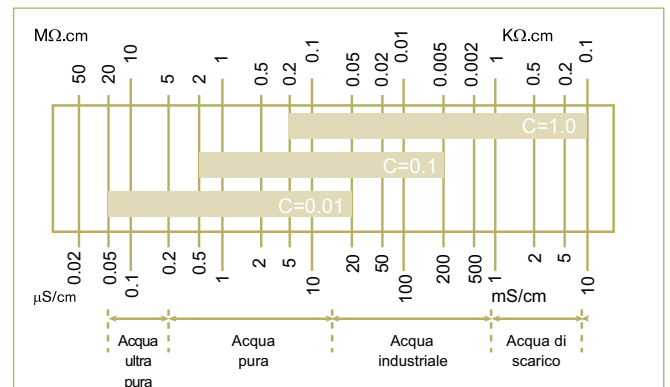 MΩ.cm KΩ.cm
50 20 10 5 2 1 0.5 0.2 0.1 0.05 0.02 0.01 0.005 0.002 1 0.5 0.2 0.1
C=1.0
C=0.1
C=0.01
0.02 0.05 0.1 0.2 0.5 1 2 5 10 20 50 100 200 500 1 2 5 10
µS/cm mS/cm
Acqua ultra pura
Acqua pura
Acqua industriale
Acqua di scarico